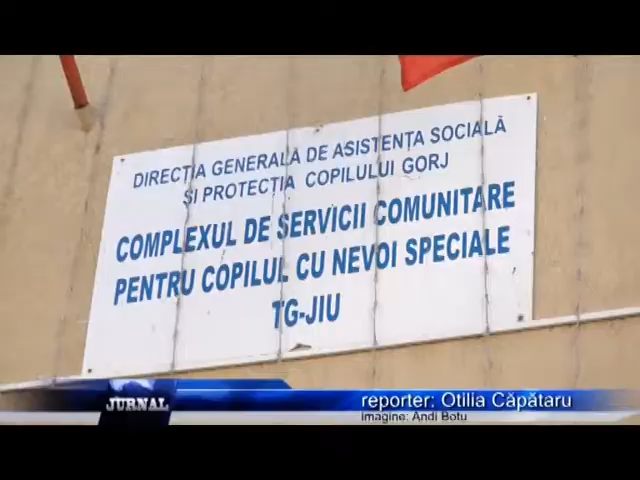 DIRECȚIA GENERALĂ DE ASISTENȚA SOCIALĂ
ȘI PROTECȚIA COPILULUI GORJ
COMPLEXUL DE SERVICII COMUNITARE
PENTRU COPILUL CU NEVOI SPECIALE
TG-JIU
JURNAL
reporter: Otilia Căpătaru
imagine: Andi Botu